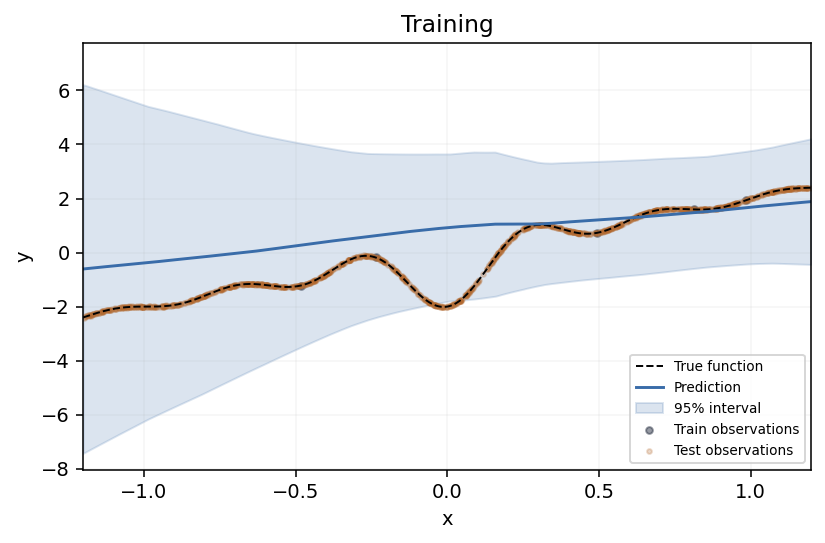 Training
y
6
4
2
0
−2
−4
−6
−8
−1.0 −0.5 0.0 0.5 1.0
x
True function
Prediction
95% interval
Train observations
Test observations